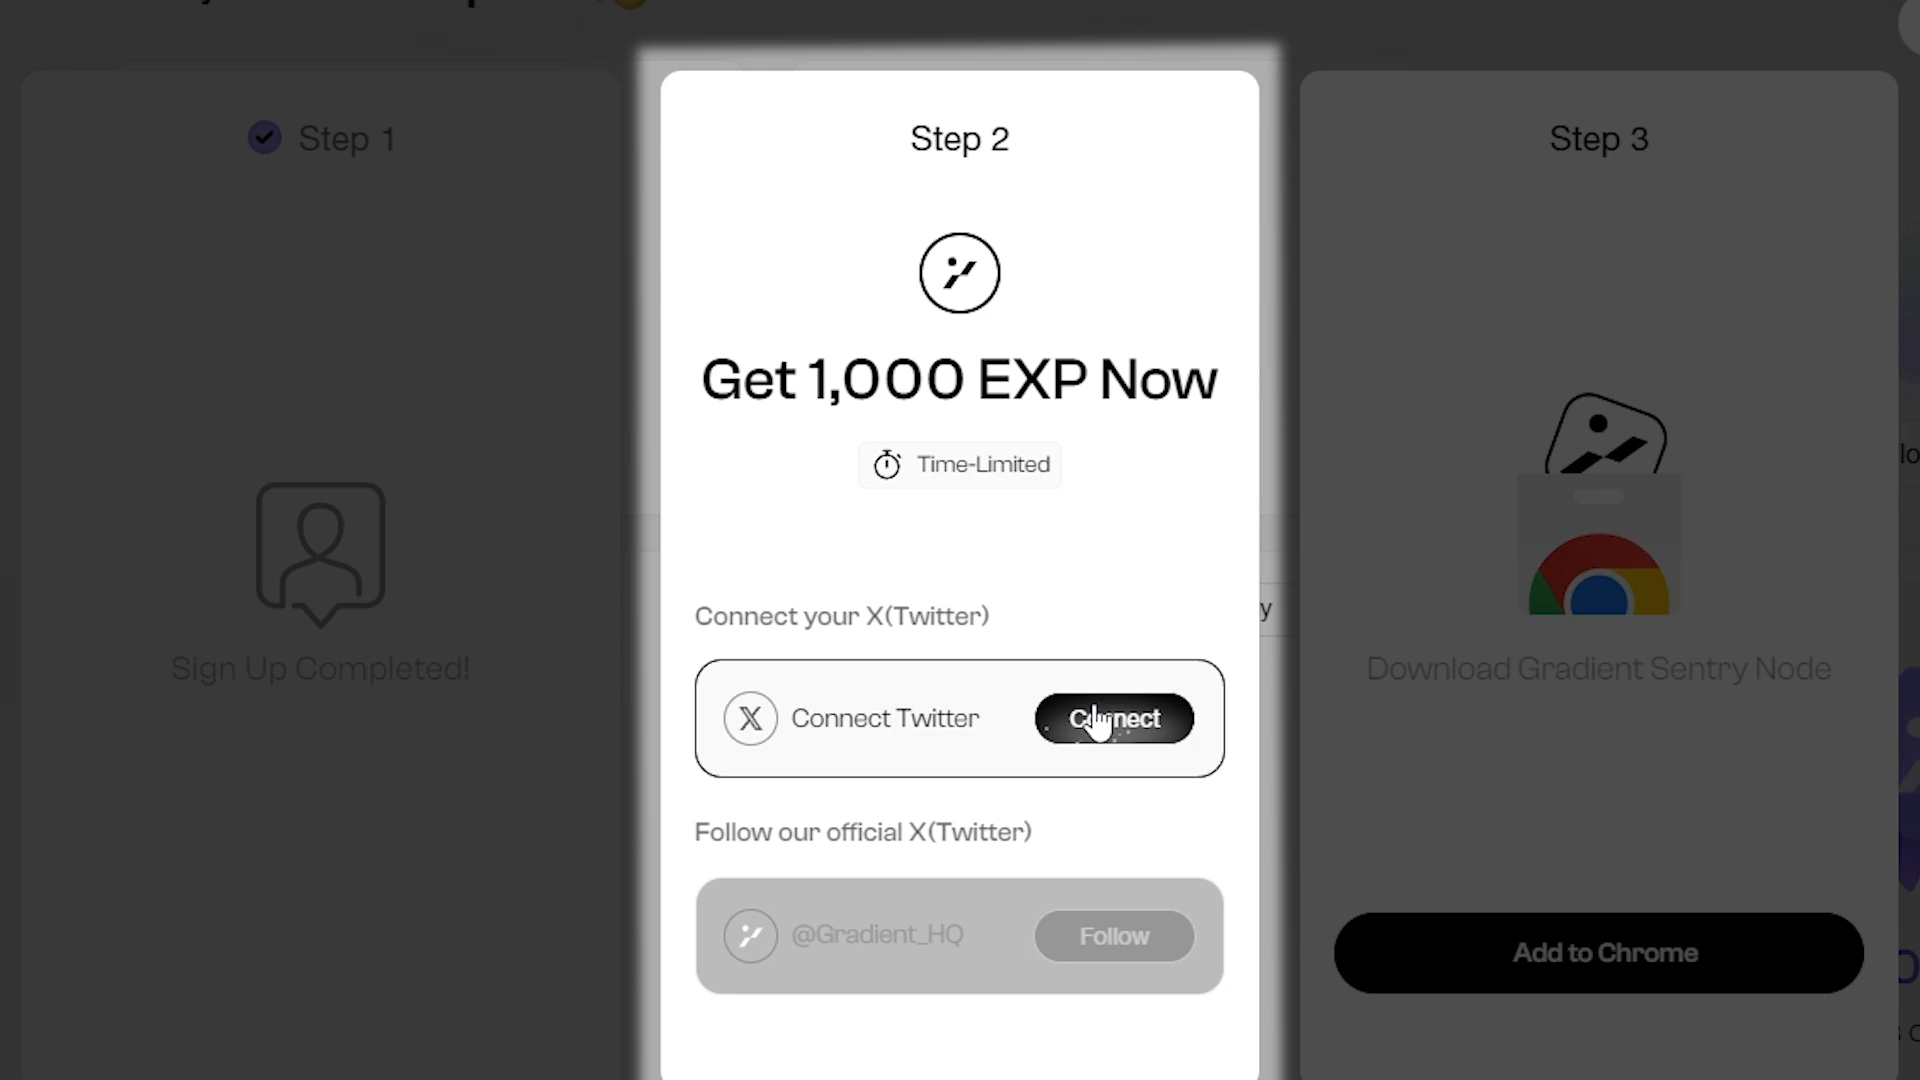 Step 1
Sign Up Completed!
Step 2
Get 1,000 EXP Now
Time-Limited
Connect your X(Twitter)
Connect Twitter
Connect
Follow our official X(Twitter)
@Gradient_HQ
Follow
Step 3
Download Gradient Sentry Node
Add to Chrome